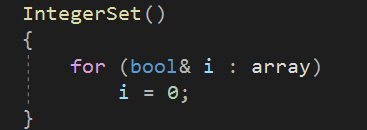 IntegerSet()
{
    for (bool& i : array)
        i = 0;
}